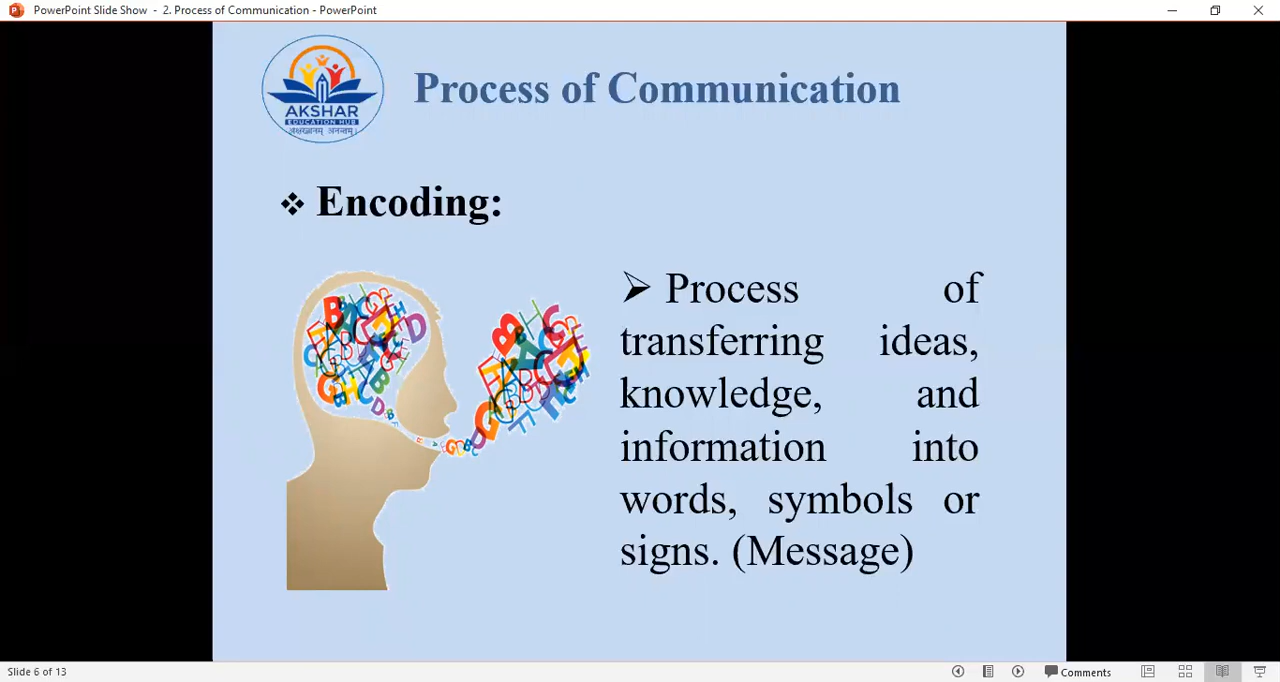 PowerPoint Slide Show - 2. Process of Communication - PowerPoint
AKSHAR
EDUCATION HUB
Process of Communication
❖ Encoding:
➢ Process of
transferring ideas,
knowledge, and
information into
words, symbols or
signs. (Message)
Slide 6 of 13
Comments